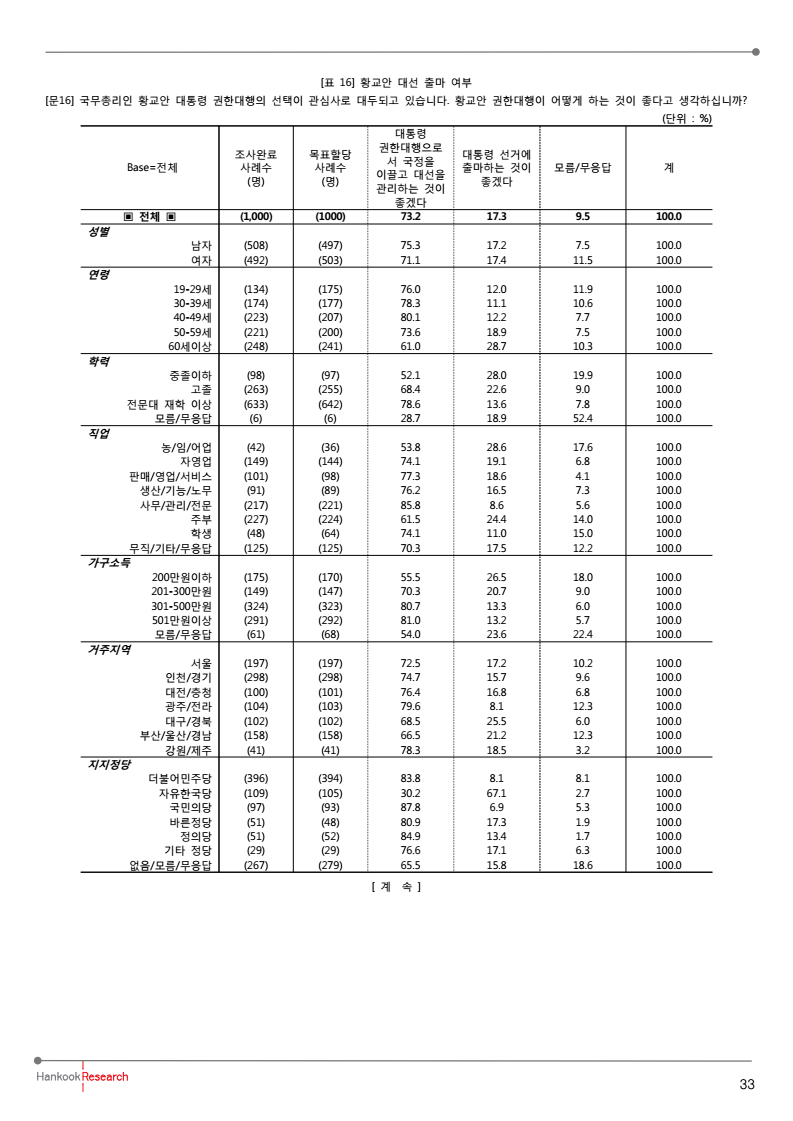 [표 16] 황교안 대선 출마 여부
[문16] 국무총리인 황교안 대통령 권한대행의 선택이 관심사로 대두되고 있습니다. 황교안 권한대행이 어떻게 하는 것이 좋다고 생각하십니까?
(단위 : %)
Base=전체 조사완료 사례수 (명) 목표할당 사례수 (명) 대통령 권한대행으로서 국정을 이끌고 대선을 관리하는 것이 좋겠다 대통령 선거에 출마하는 것이 좋겠다 모름/무응답 계
▣ 전체 ▣ (1,000) (1000) 73.2 17.3 9.5 100.0
성별
남자 (508) (497) 75.3 17.2 7.5 100.0
여자 (492) (503) 71.1 17.4 11.5 100.0
연령
19-29세 (134) (175) 76.0 12.0 11.9 100.0
30-39세 (174) (177) 78.3 11.1 10.6 100.0
40-49세 (223) (207) 80.1 12.2 7.7 100.0
50-59세 (221) (200) 73.6 18.9 7.5 100.0
60세이상 (248) (241) 61.0 28.7 10.3 100.0
학력
중졸이하 (98) (97) 52.1 28.0 19.9 100.0
고졸 (263) (255) 68.4 22.6 9.0 100.0
전문대 재학 이상 (633) (642) 78.6 13.6 7.8 100.0
모름/무응답 (6) (6) 28.7 18.9 52.4 100.0
직업
농/임/어업 (42) (36) 53.8 28.6 17.6 100.0
자영업 (149) (144) 74.1 19.1 6.8 100.0
판매/영업/서비스 (101) (98) 77.3 18.6 4.1 100.0
생산/기능/노무 (91) (89) 76.2 16.5 7.3 100.0
사무/관리/전문 (217) (221) 85.8 8.6 5.6 100.0
주부 (227) (224) 61.5 24.4 14.0 100.0
학생 (48) (64) 74.1 11.0 15.0 100.0
무직/기타/무응답 (125) (125) 70.3 17.5 12.2 100.0
가구소득
200만원이하 (175) (170) 55.5 26.5 18.0 100.0
201-300만원 (149) (147) 70.3 20.7 9.0 100.0
301-500만원 (324) (323) 80.7 13.3 6.0 100.0
501만원이상 (291) (292) 81.0 13.2 5.7 100.0
모름/무응답 (61) (68) 54.0 23.6 22.4 100.0
거주지역
서울 (197) (197) 72.5 17.2 10.2 100.0
인천/경기 (298) (298) 74.7 15.7 9.6 100.0
대전/충청 (100) (101) 76.4 16.8 6.8 100.0
광주/전라 (104) (103) 79.6 8.1 12.3 100.0
대구/경북 (102) (102) 68.5 25.5 6.0 100.0
부산/울산/경남 (158) (158) 66.5 21.2 12.3 100.0
강원/제주 (41) (41) 78.3 18.5 3.2 100.0
지지정당
더불어민주당 (396) (394) 83.8 8.1 8.1 100.0
자유한국당 (109) (105) 30.2 67.1 2.7 100.0
국민의당 (97) (93) 87.8 6.9 5.3 100.0
바른정당 (51) (48) 80.9 17.3 1.9 100.0
정의당 (51) (52) 84.9 13.4 1.7 100.0
기타 정당 (29) (29) 76.6 17.1 6.3 100.0
없음/모름/무응답 (267) (279) 65.5 15.8 18.6 100.0
[ 계 속 ]
Hankook Research
33